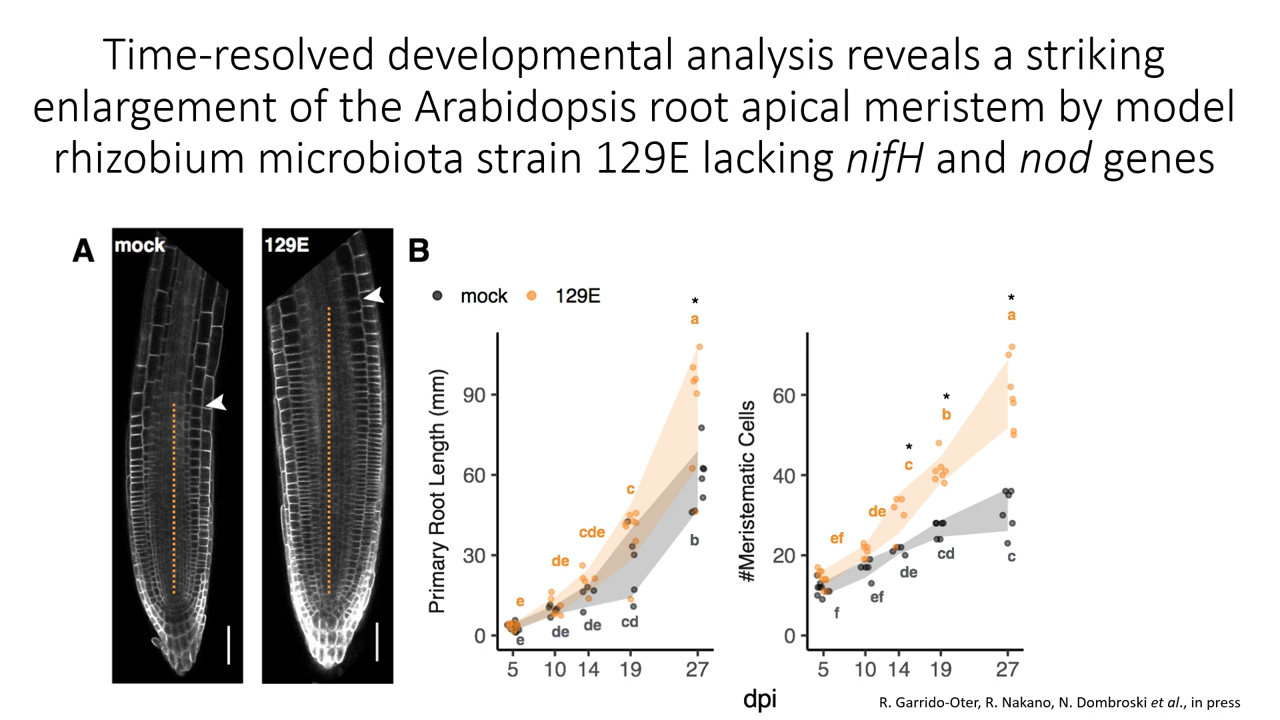 Time-resolved developmental analysis reveals a striking
enlargement of the Arabidopsis root apical meristem by model
rhizobium microbiota strain 129E lacking nifH and nod genes
A
mock
129E
B
mock 129E
Primary Root Length (mm)
90
60
30
0
5 10 14 19 27
e
de
cde
c
*
a
e
de
de
cd
b
#Meristematic Cells
60
40
20
0
5 10 14 19 27
ef
de
*
c
*
b
*
a
f
ef
de
cd
c
dpi
R. Garrido-Oter, R. Nakano, N. Dombroski et al., in press